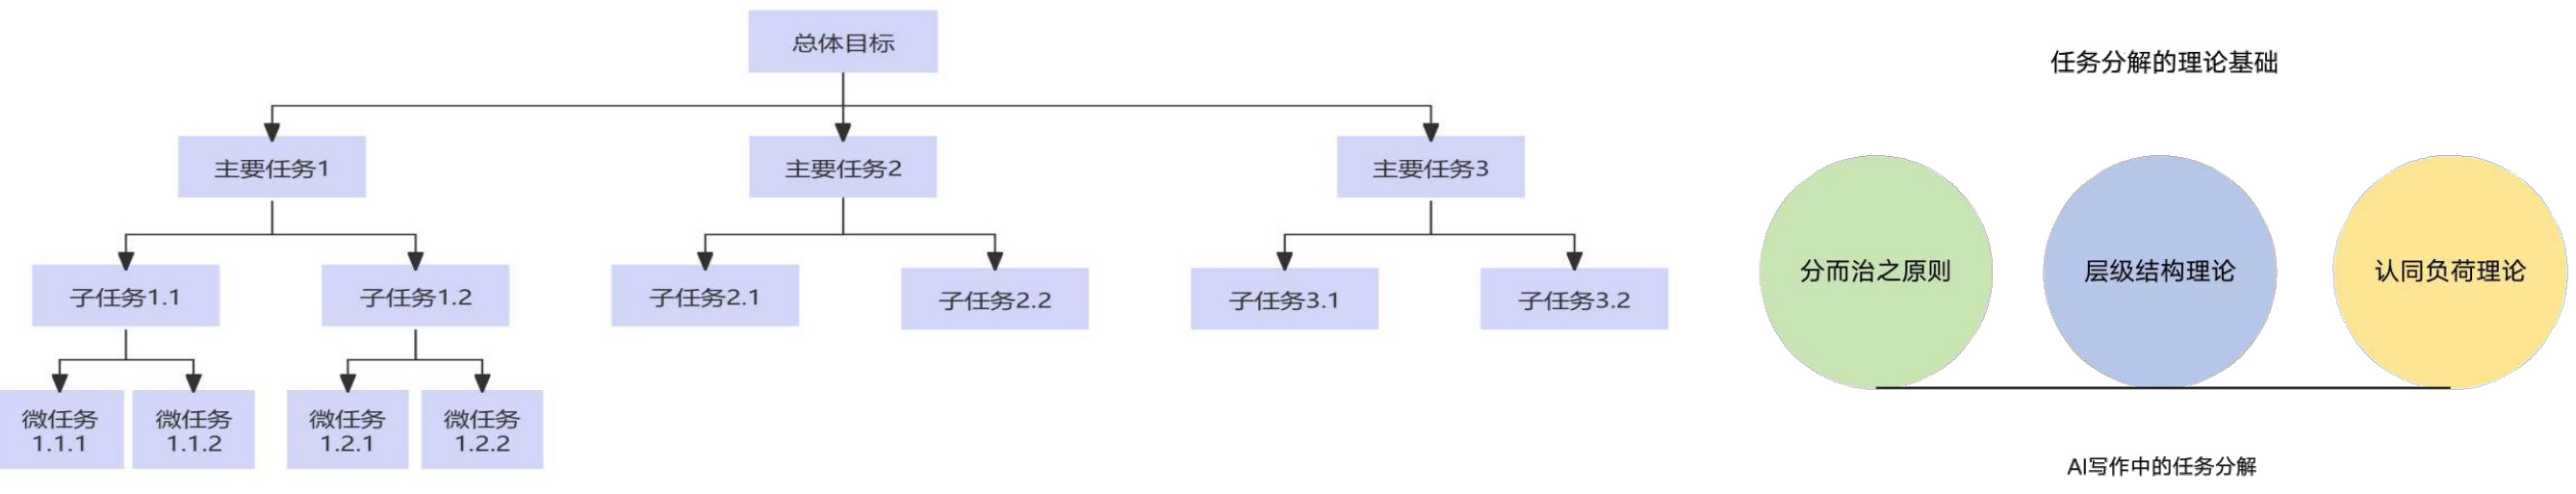 总体目标
主要任务1
主要任务2
主要任务3
子任务1.1
子任务1.2
子任务2.1
子任务2.2
子任务3.1
子任务3.2
微任务
1.1.1
微任务
1.1.2
微任务
1.2.1
微任务
1.2.2
任务分解的理论基础
分而治之原则
层级结构理论
认同负荷理论
AI写作中的任务分解